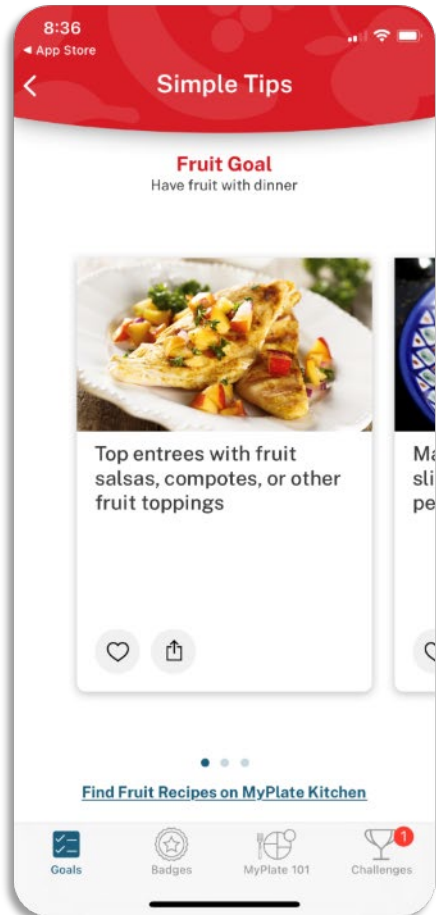 8:36
◀ App Store
Simple Tips
Fruit Goal
Have fruit with dinner
Top entrees with fruit
salsas, compotes, or other
fruit toppings
Find Fruit Recipes on MyPlate Kitchen
1
Goals
Badges
MyPlate 101
Challenges